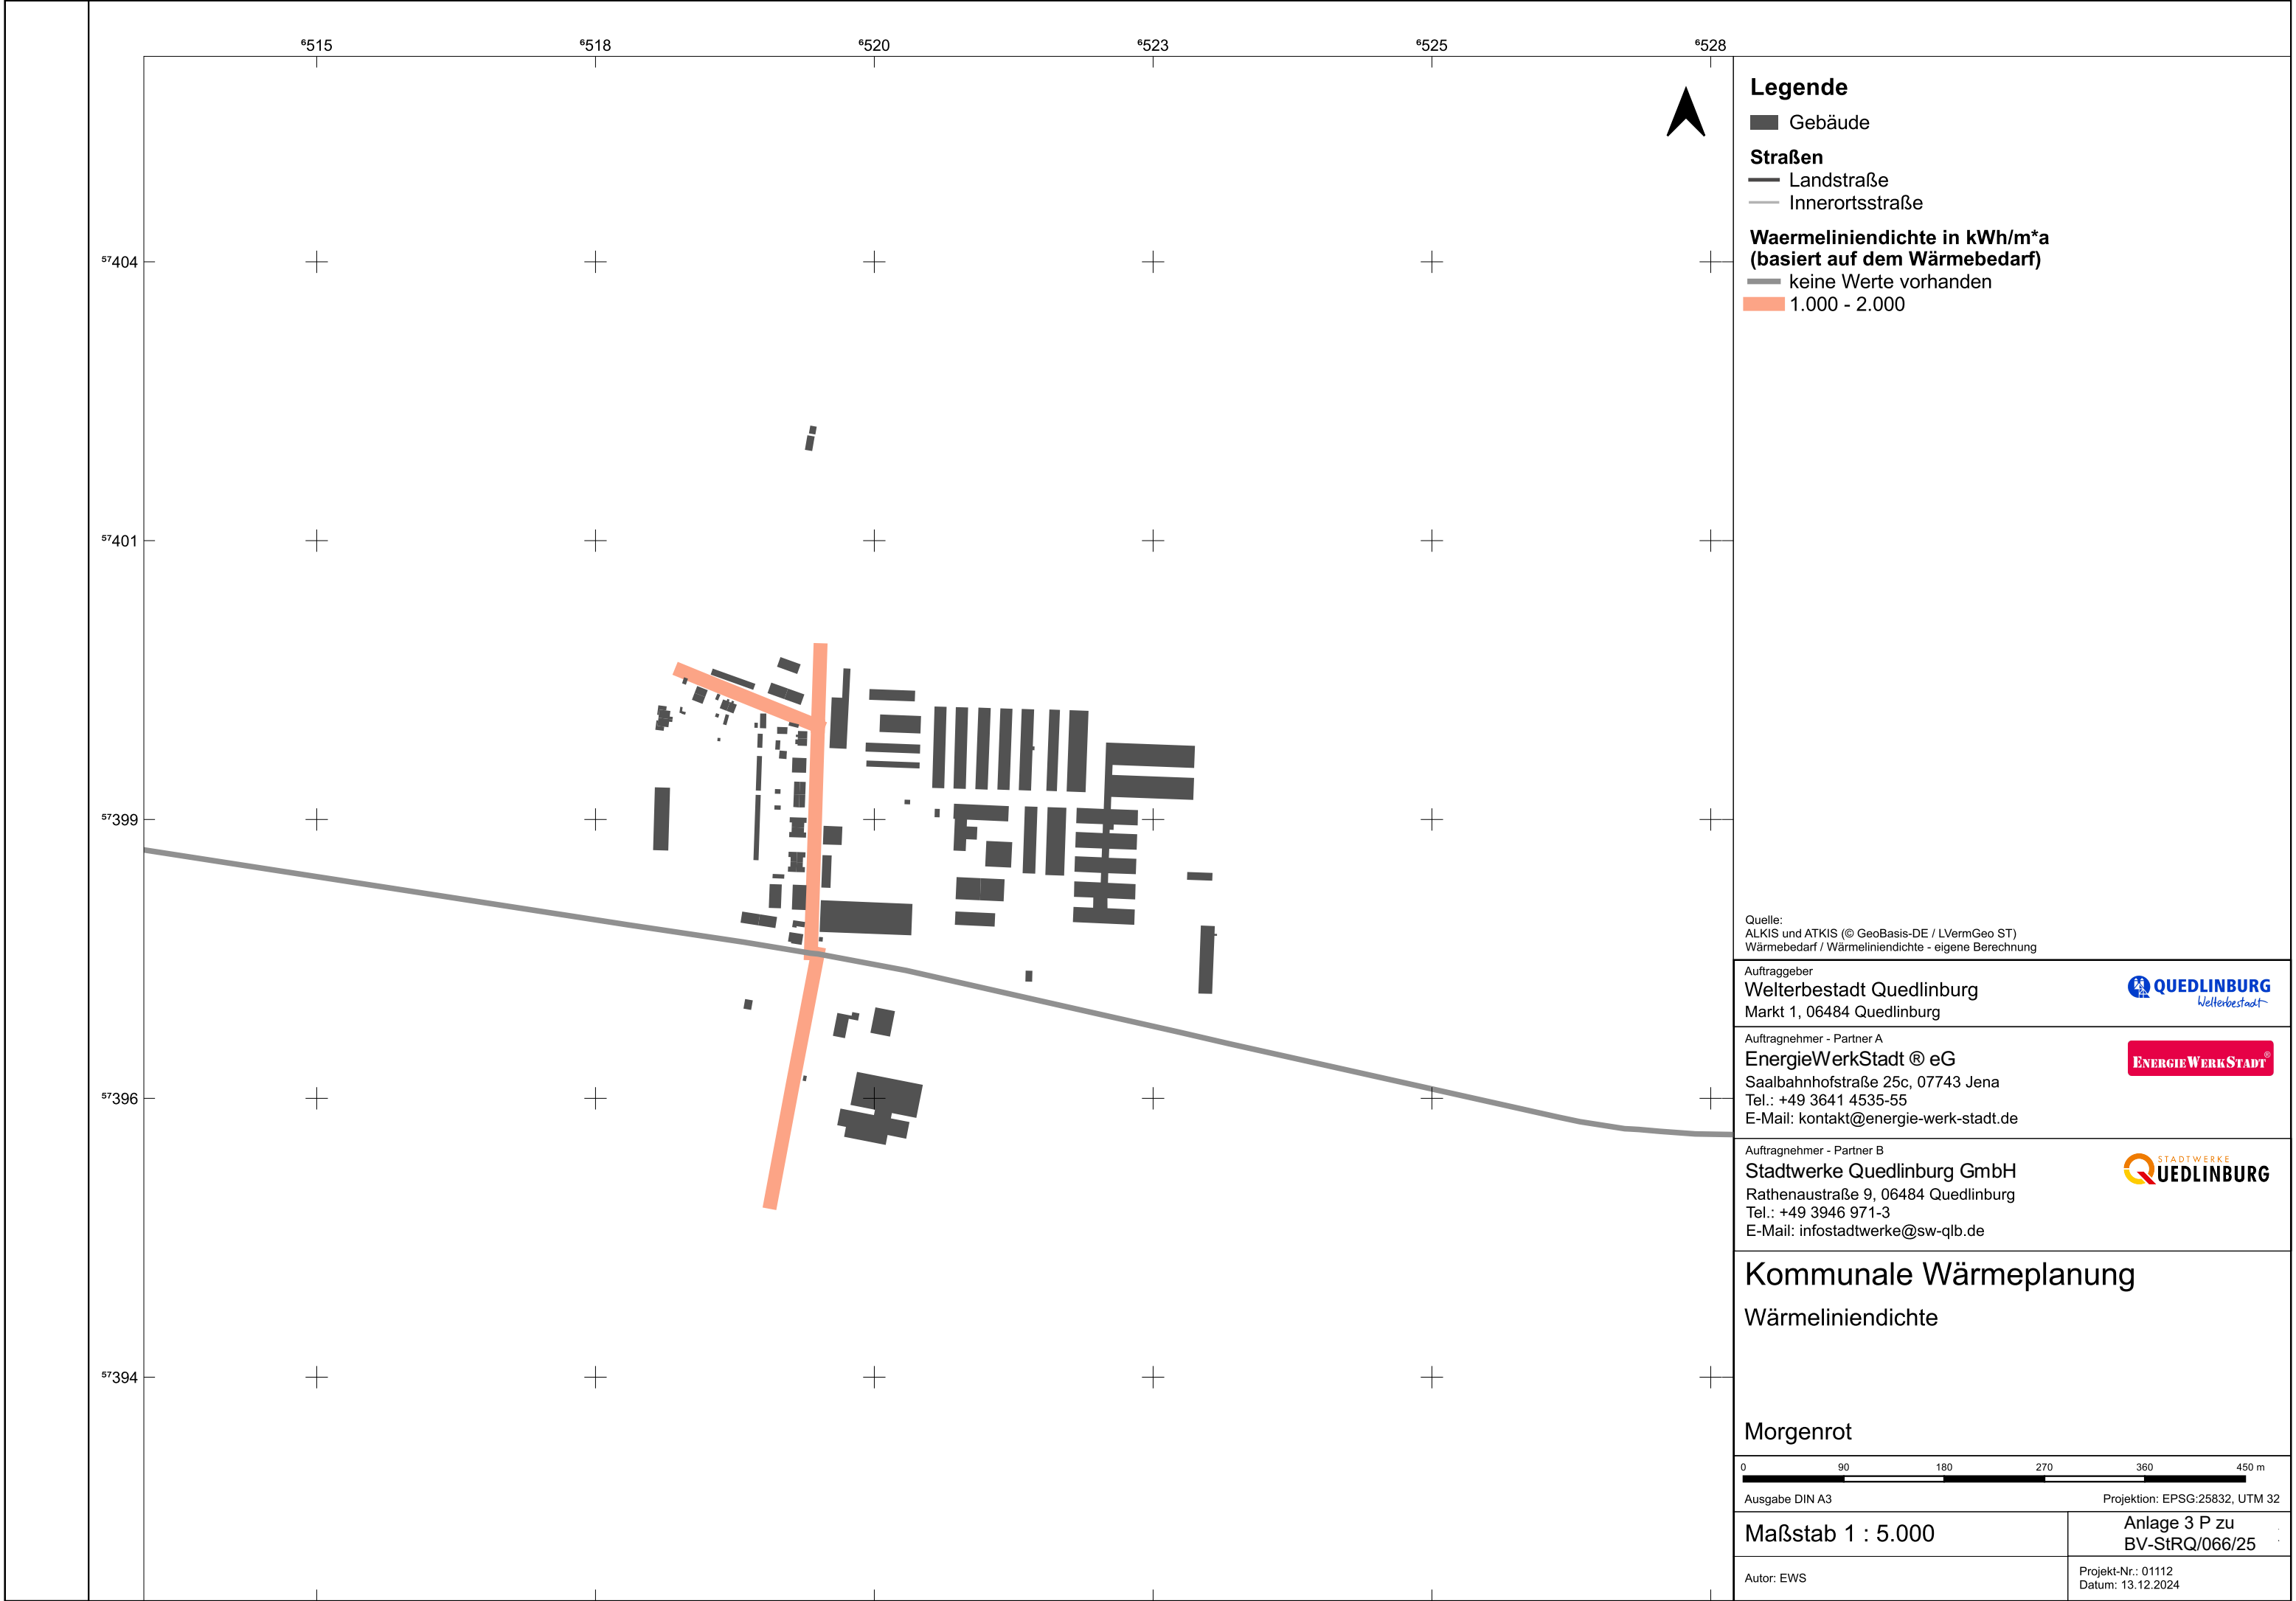 ⁶515 ⁶518 ⁶520 ⁶523 ⁶525 ⁶528
⁵⁷404
⁵⁷401
⁵⁷399
⁵⁷396
⁵⁷394
Legende
Gebäude
Straßen
Landstraße
Innerortsstraße
Waermeliniendichte in kWh/m*a
(basiert auf dem Wärmebedarf)
keine Werte vorhanden
1.000 - 2.000
Quelle:
ALKIS und ATKIS (© GeoBasis-DE / LVermGeo ST)
Wärmebedarf / Wärmeliniendichte - eigene Berechnung
Auftraggeber
Welterbestadt Quedlinburg
Markt 1, 06484 Quedlinburg
QUEDLINBURG
Welterbestadt
Auftragnehmer - Partner A
EnergieWerkStadt ® eG
Saalbahnhofstraße 25c, 07743 Jena
Tel.: +49 3641 4535-55
E-Mail: kontakt@energie-werk-stadt.de
ENERGIEWERKSTADT®
Auftragnehmer - Partner B
Stadtwerke Quedlinburg GmbH
Rathenaustraße 9, 06484 Quedlinburg
Tel.: +49 3946 971-3
E-Mail: infostadtwerke@sw-qlb.de
STADTWERKE
QUEDLINBURG
Kommunale Wärmeplanung
Wärmeliniendichte
Morgenrot
0 90 180 270 360 450 m
Ausgabe DIN A3 Projektion: EPSG:25832, UTM 32
Maßstab 1 : 5.000
Anlage 3 P zu
BV-StRQ/066/25
Autor: EWS
Projekt-Nr.: 01112
Datum: 13.12.2024